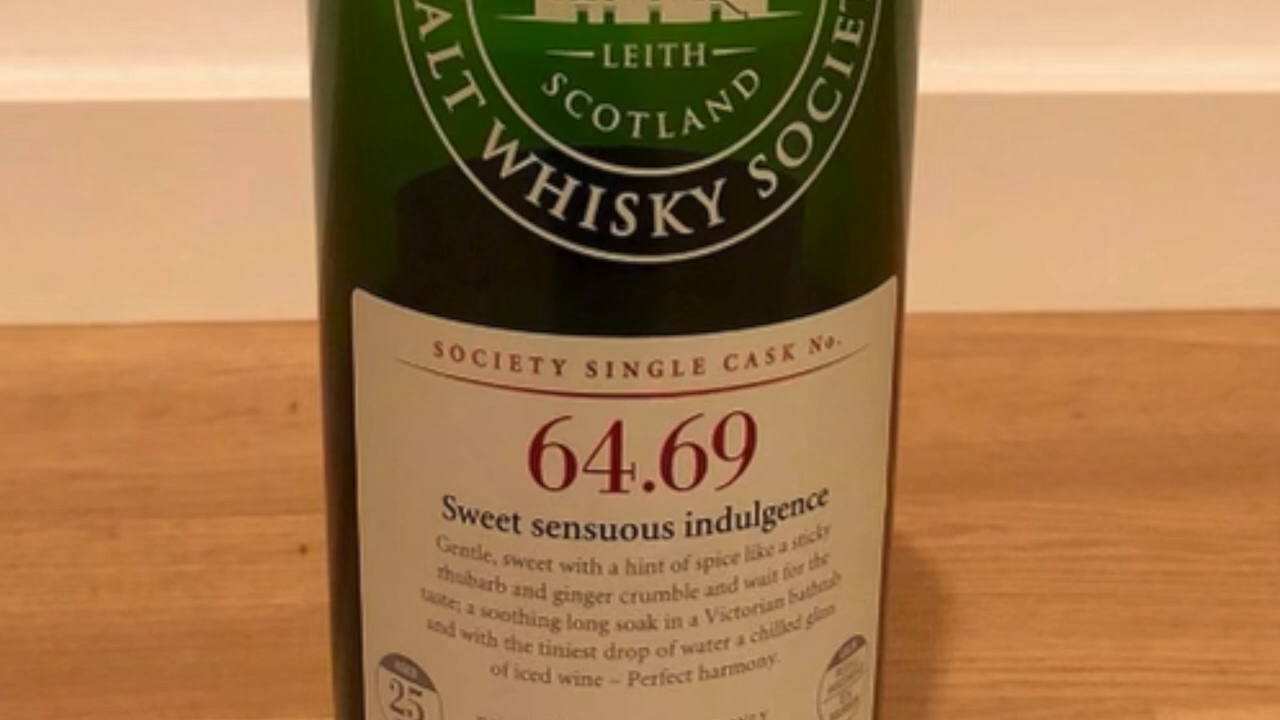 LEITH
SCOTLAND
ALT WHISKY SOCIET
SOCIETY SINGLE CASK No.
64.69
Sweet sensuous indulgence
Gentle, sweet with a hint of spice like a sticky
rhubarb and ginger crumble and wait for the
taste; a soothing long soak in a Victorian bathtub
and with the tiniest drop of water a chilled glass
of iced wine – Perfect harmony.
AGED
25